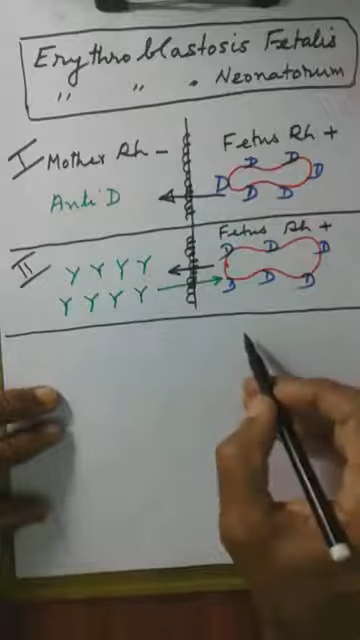 Erythroblastosis Fetalis
" " . Neonatorum
I Mother Rh - Fetus Rh +
D D D D D D
Anti D
II Fetus Rh +
D D D
Y Y Y Y
Y Y Y Y D D D